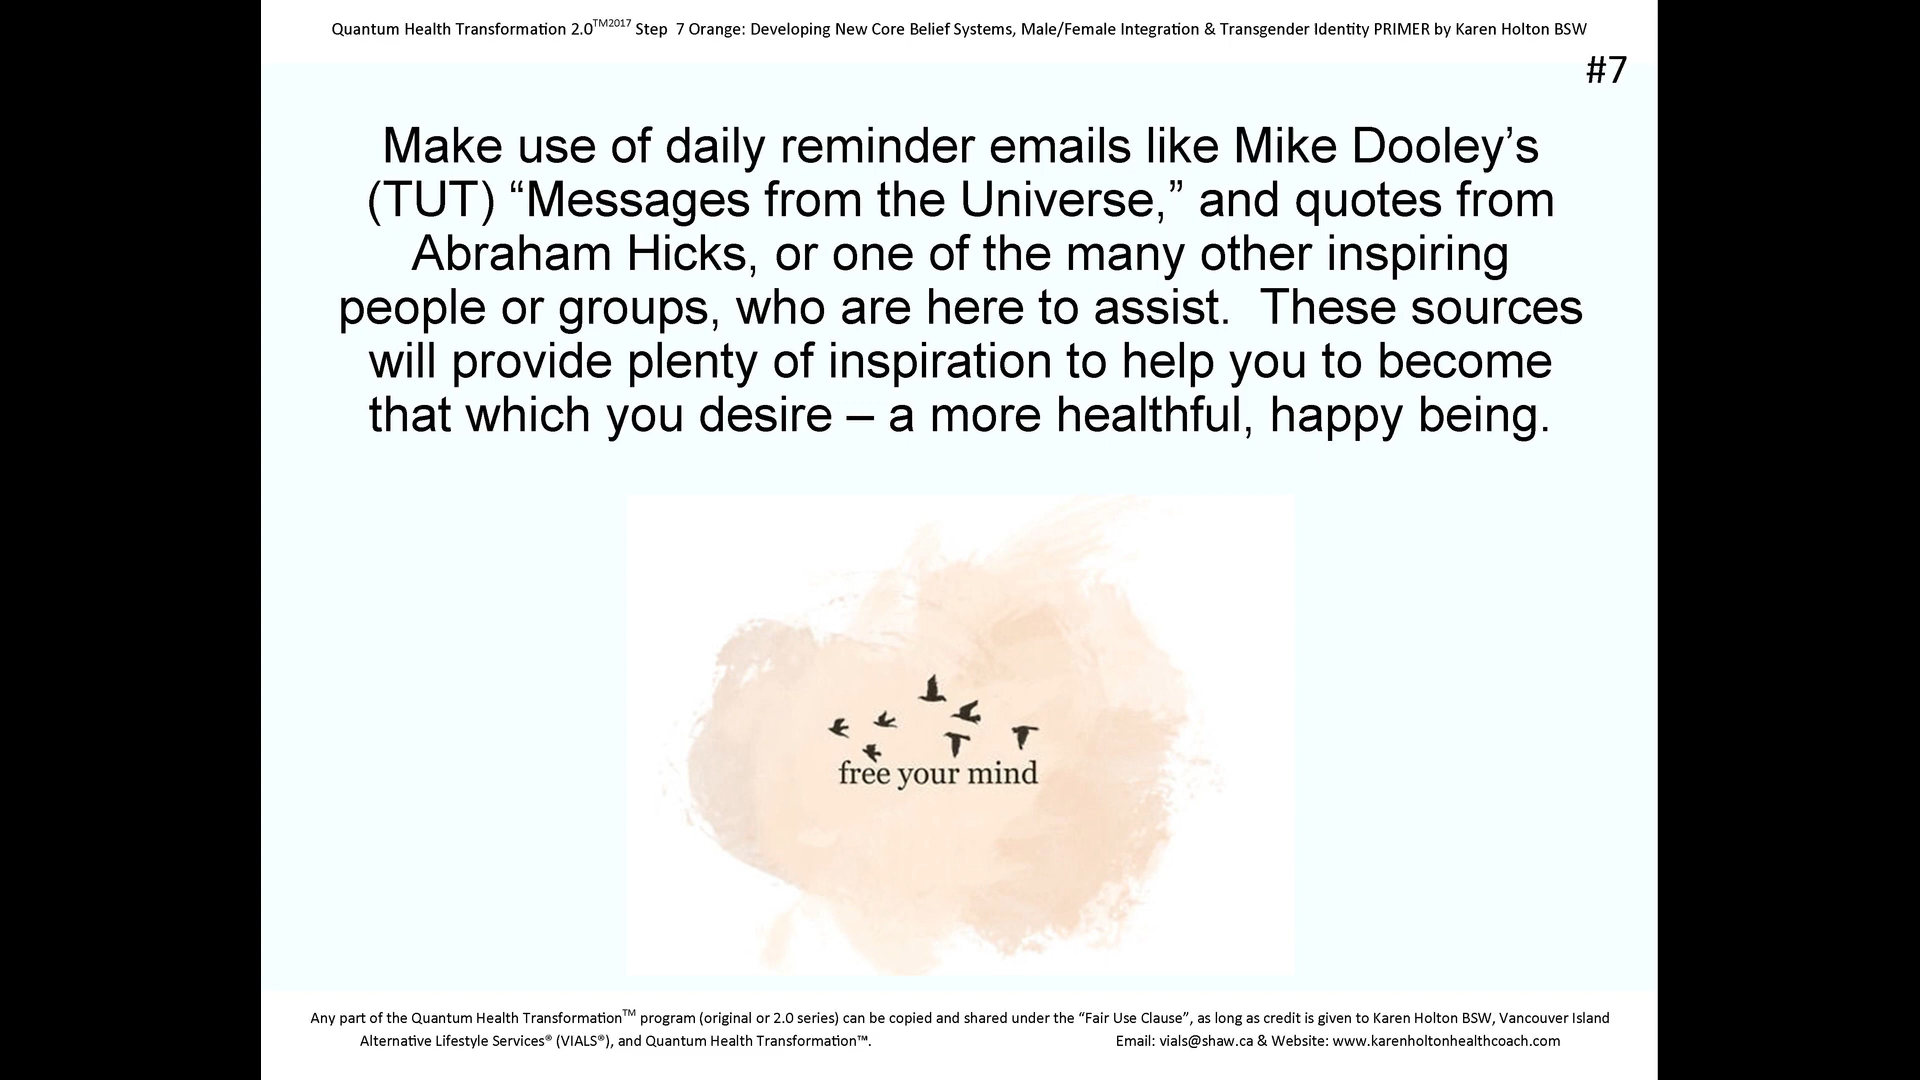 Quantum Health Transformation 2.0TM2017 Step  7 Orange: Developing New Core Belief Systems, Male/Female Integration & Transgender Identity PRIMER by Karen Holton BSW
#7
Make use of daily reminder emails like Mike Dooley’s
(TUT) “Messages from the Universe,” and quotes from
Abraham Hicks, or one of the many other inspiring
people or groups, who are here to assist.  These sources
will provide plenty of inspiration to help you to become
that which you desire – a more healthful, happy being.
free your mind
Any part of the Quantum Health TransformationTM program (original or 2.0 series) can be copied and shared under the “Fair Use Clause”, as long as credit is given to Karen Holton BSW, Vancouver Island
Alternative Lifestyle Services® (VIALS®), and Quantum Health Transformation™. Email: vials@shaw.ca & Website: www.karenholtonhealthcoach.com